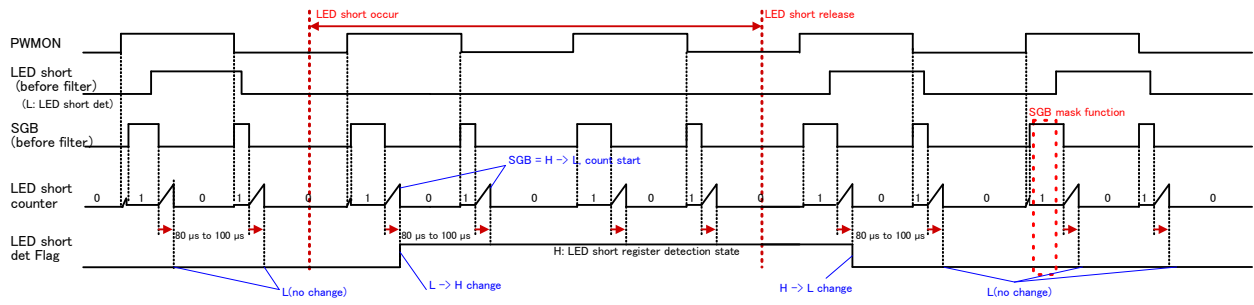 LED short occur
LED short release
PWMON
LED short
(before filter)
(L: LED short det)
SGB mask function
SGB
(before filter)
SGB = H -> L count start
LED short
counter
0 1 0 1 0 1 0 1 0 1 0 1 0 1 0 1 0 1 0 1 0
80 μs to 100 μs
80 μs to 100 μs
80 μs to 100 μs
LED short
det Flag
H: LED short register detection state
L(no change)
L -> H change
H -> L change
L(no change)